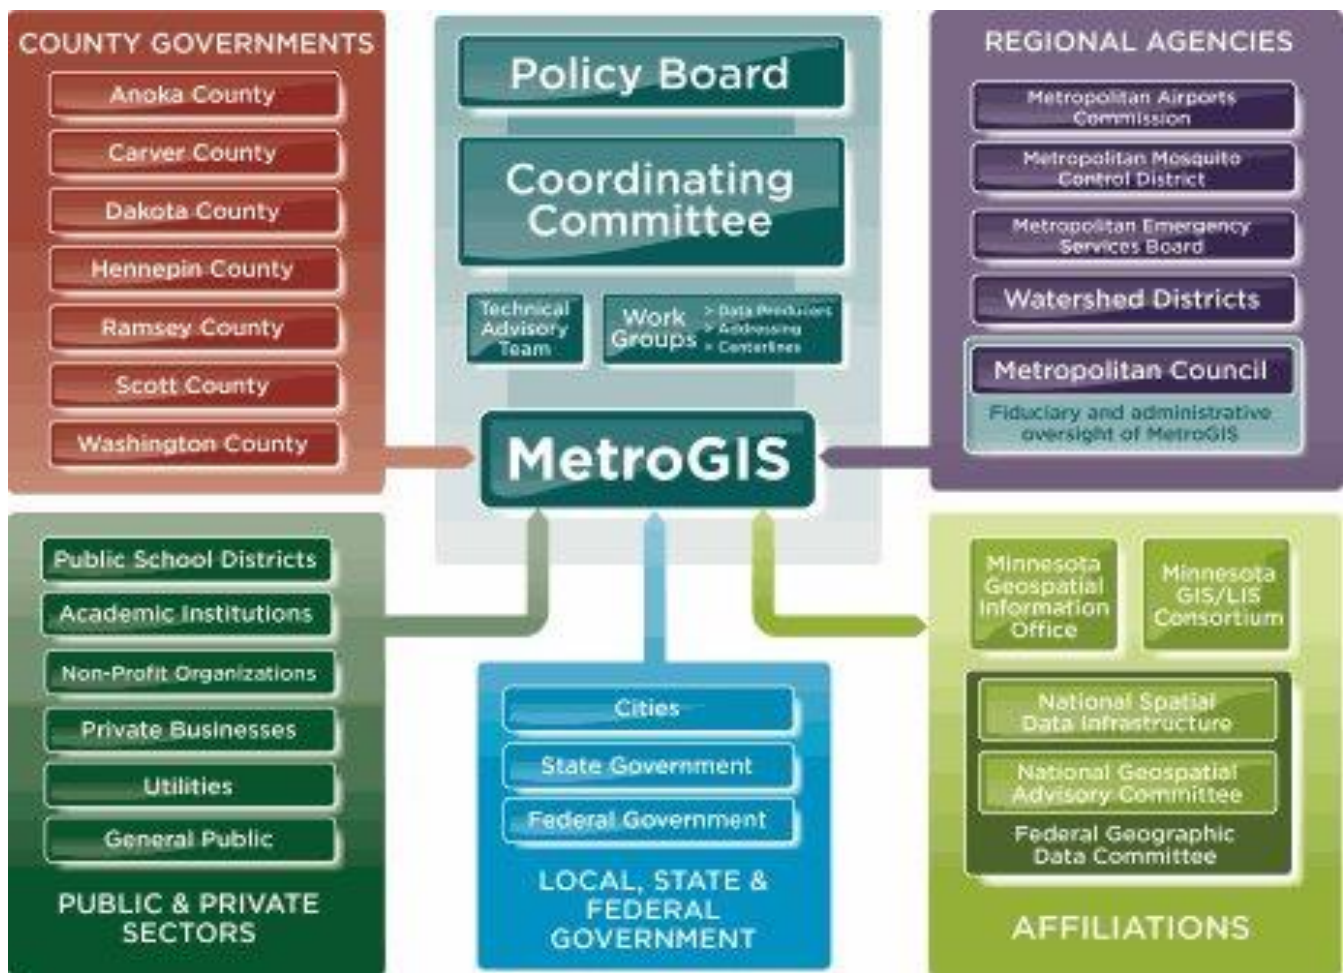 COUNTY GOVERNMENTS
Anoka County
Carver County
Dakota County
Hennepin County
Ramsey County
Scott County
Washington County
Policy Board
Coordinating
Committee
Technical
Advisory
Team
Work
Groups
> Data Producers
> Addressing
> Centerlines
MetroGIS
REGIONAL AGENCIES
Metropolitan Airports
Commission
Metropolitan Mosquito
Control District
Metropolitan Emergency
Services Board
Watershed Districts
Metropolitan Council
Fiduciary and administrative
oversight of MetroGIS
Public School Districts
Academic Institutions
Non-Profit Organizations
Private Businesses
Utilities
General Public
PUBLIC & PRIVATE
SECTORS
Cities
State Government
Federal Government
LOCAL, STATE &
FEDERAL
GOVERNMENT
Minnesota
Geospatial
Information
Office
Minnesota
GIS/LIS
Consortium
National Spatial
Data Infrastructure
National Geospatial
Advisory Committee
Federal Geographic
Data Committee
AFFILIATIONS